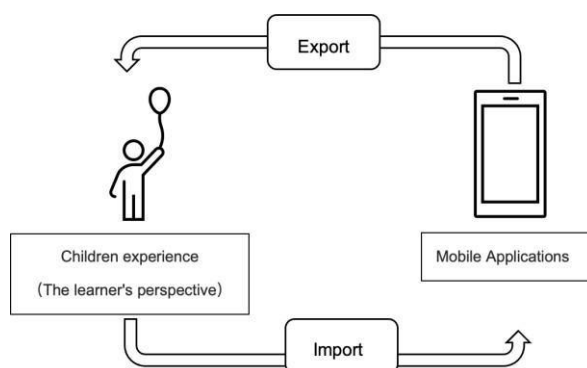 Export
Children experience
（The learner's perspective）
Mobile Applications
Import